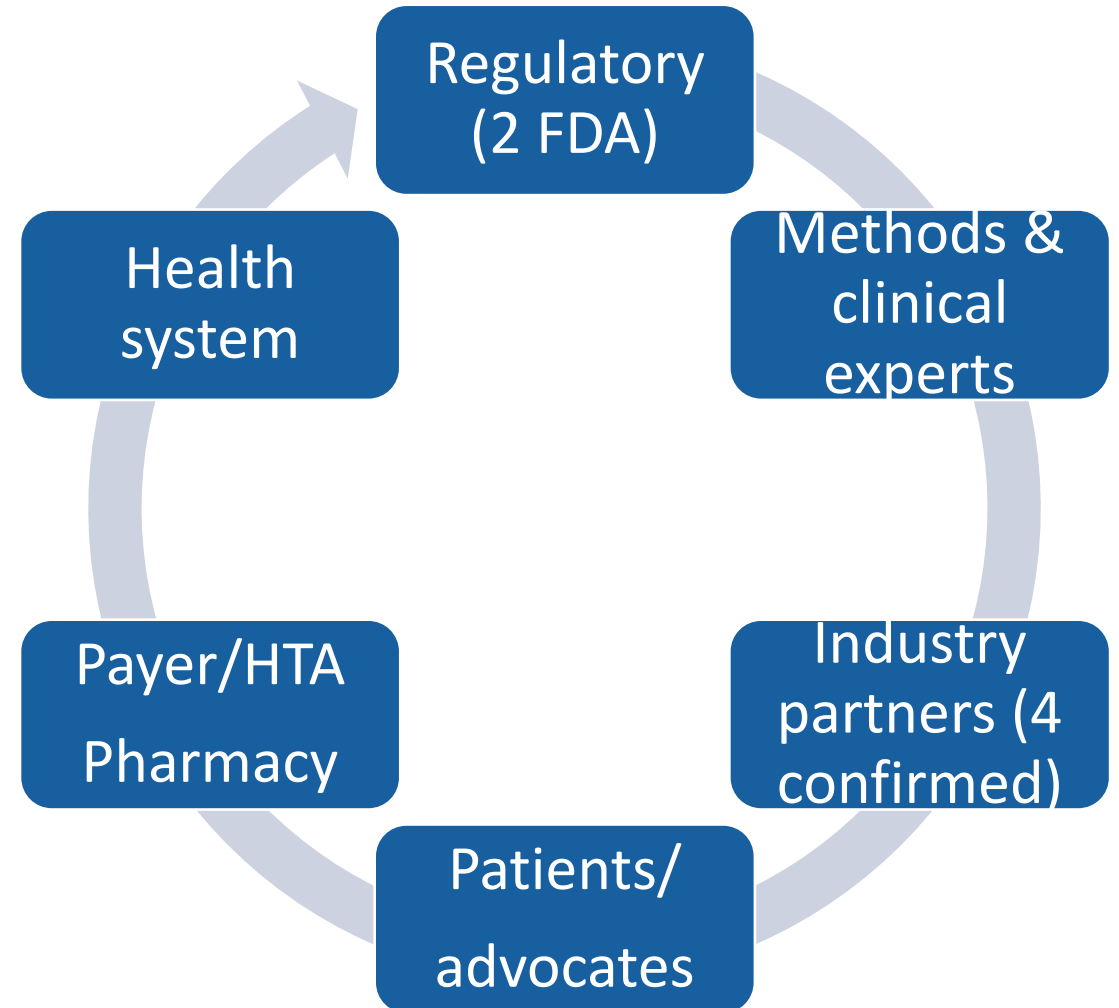 Regulatory
(2 FDA)
Methods &
clinical
experts
Industry
partners (4
confirmed)
Patients/
advocates
Payer/HTA
Pharmacy
Health
system